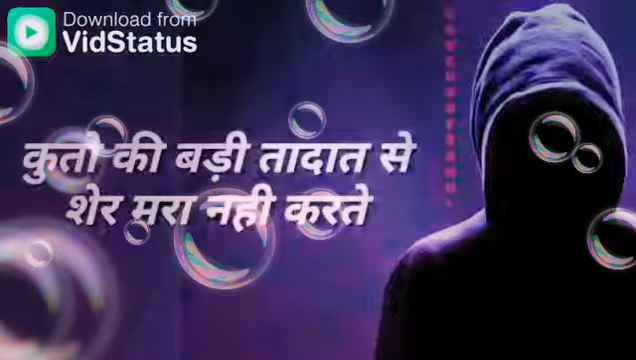 Download from
VidStatus
कुतो की बड़ी तादात से
शेर मरा नही करते